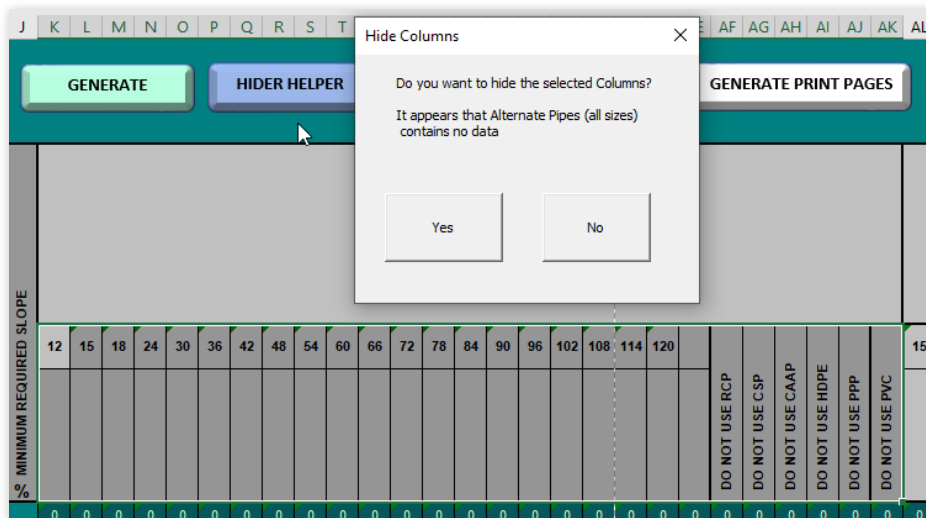 J K L M N O P Q R S T AF AG AH AI AJ AK AL
Hide Columns
GENERATE
HIDER HELPER
GENERATE PRINT PAGES
Do you want to hide the selected Columns?
It appears that Alternate Pipes (all sizes)
contains no data
Yes No
% MINIMUM REQUIRED SLOPE
12 15 18 24 30 36 42 48 54 60 66 72 78 84 90 96 102 108 114 120 15
DO NOT USE RCP
DO NOT USE CSP
DO NOT USE CAAP
DO NOT USE HDPE
DO NOT USE PPP
DO NOT USE PVC
0 0 0 0 0 0 0 0 0 0 0 0 0 0 0 0 0 0 0 0 0 0 0 0 0 0 0 0